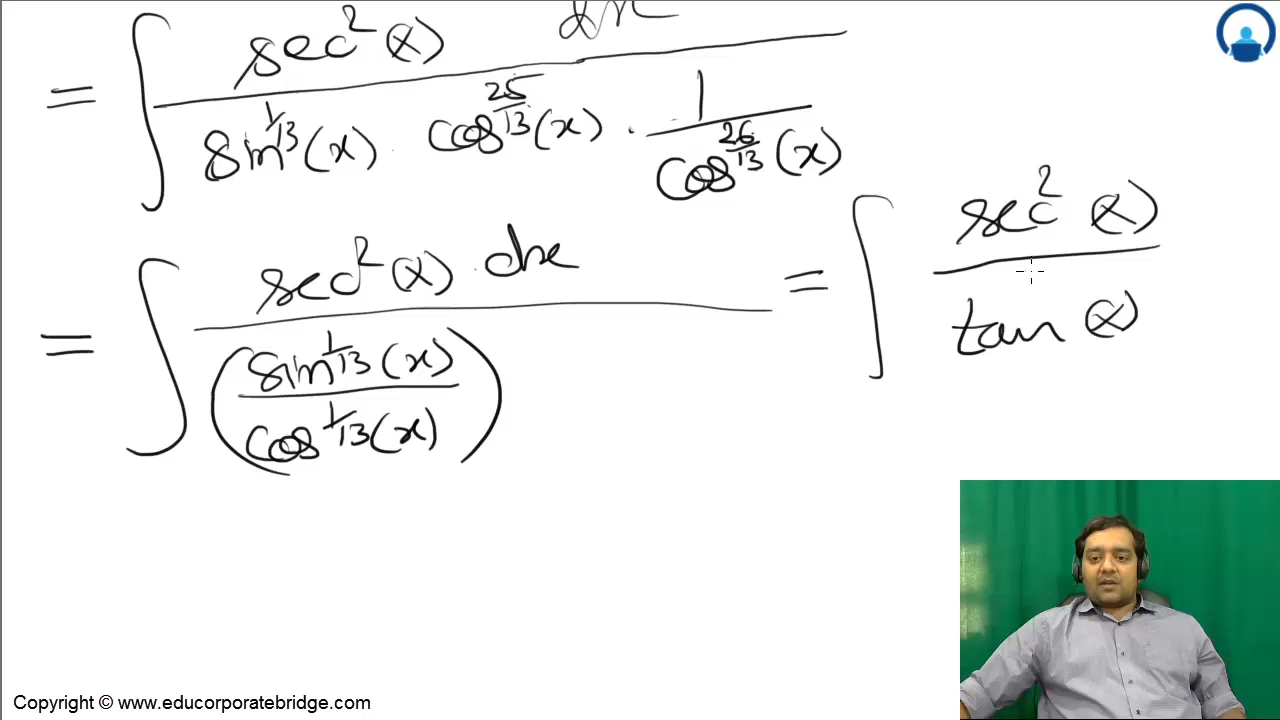 = ∫ sec²(x) dx / sin^1/13(x) . cos^25/13(x) . 1 / cos^26/13(x)
= ∫ sec²(x) . dx / (sin^1/13(x) / cos^1/13(x))
= ∫ sec²(x) / tan(x)
Copyright © www.educorporatebridge.com